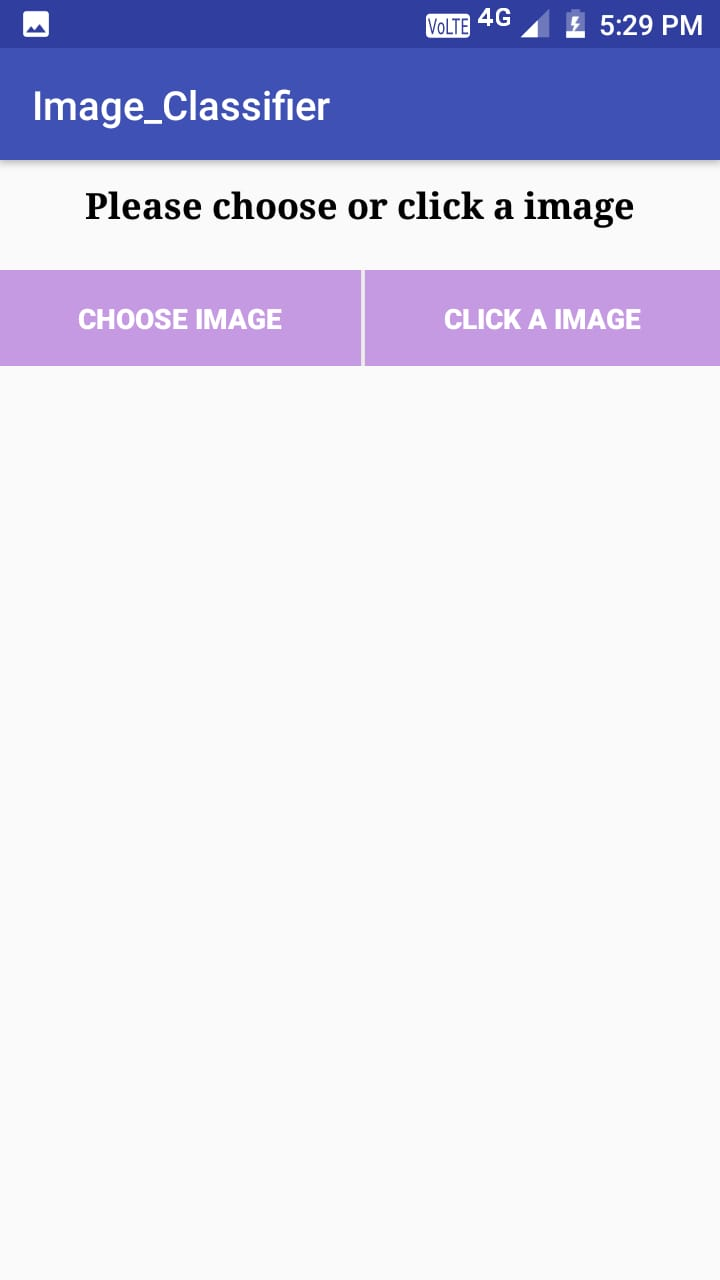 VoLTE 4G 5:29 PM
Image_Classifier
Please choose or click a image
CHOOSE IMAGE CLICK A IMAGE